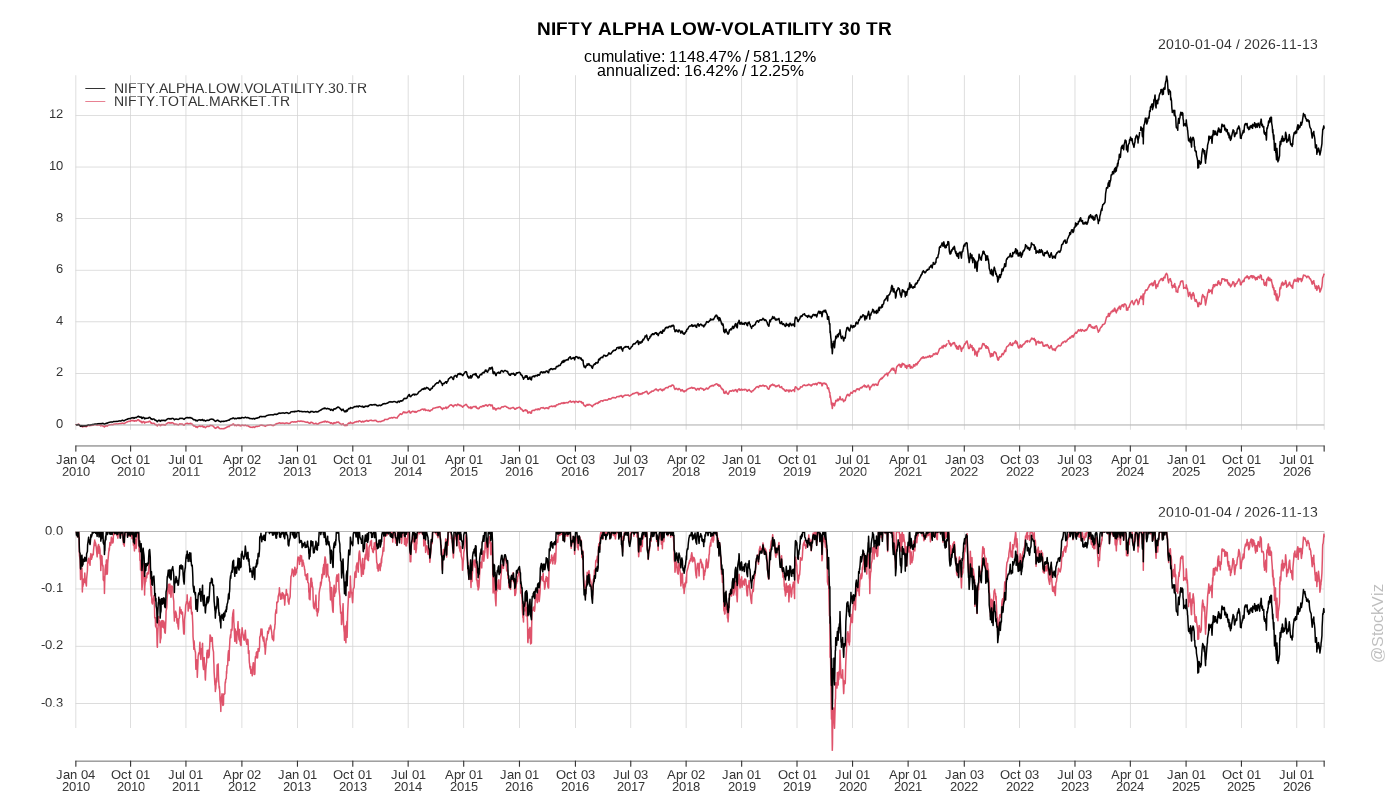 NIFTY ALPHA LOW-VOLATILITY 30 TR
2010-01-04 / 2026-11-13
cumulative: 1148.47% / 581.12%
annualized: 16.42% / 12.25%
NIFTY.ALPHA.LOW.VOLATILITY.30.TR
NIFTY.TOTAL.MARKET.TR
12
10
8
6
4
2
0
Jan 04 Oct 01 Jul 01 Apr 02 Jan 01 Oct 01 Jul 01 Apr 01 Jan 01 Oct 03 Jul 03 Apr 02 Jan 01 Oct 01 Jul 01 Apr 01 Jan 03 Oct 03 Jul 03 Apr 01 Jan 01 Oct 01 Jul 01
2010 2010 2011 2012 2013 2013 2014 2015 2016 2016 2017 2018 2019 2019 2020 2021 2022 2022 2023 2024 2025 2025 2026
2010-01-04 / 2026-11-13
0.0
-0.1
-0.2
-0.3
Jan 04 Oct 01 Jul 01 Apr 02 Jan 01 Oct 01 Jul 01 Apr 01 Jan 01 Oct 03 Jul 03 Apr 02 Jan 01 Oct 01 Jul 01 Apr 01 Jan 03 Oct 03 Jul 03 Apr 01 Jan 01 Oct 01 Jul 01
2010 2010 2011 2012 2013 2013 2014 2015 2016 2016 2017 2018 2019 2019 2020 2021 2022 2022 2023 2024 2025 2025 2026
@StockViz